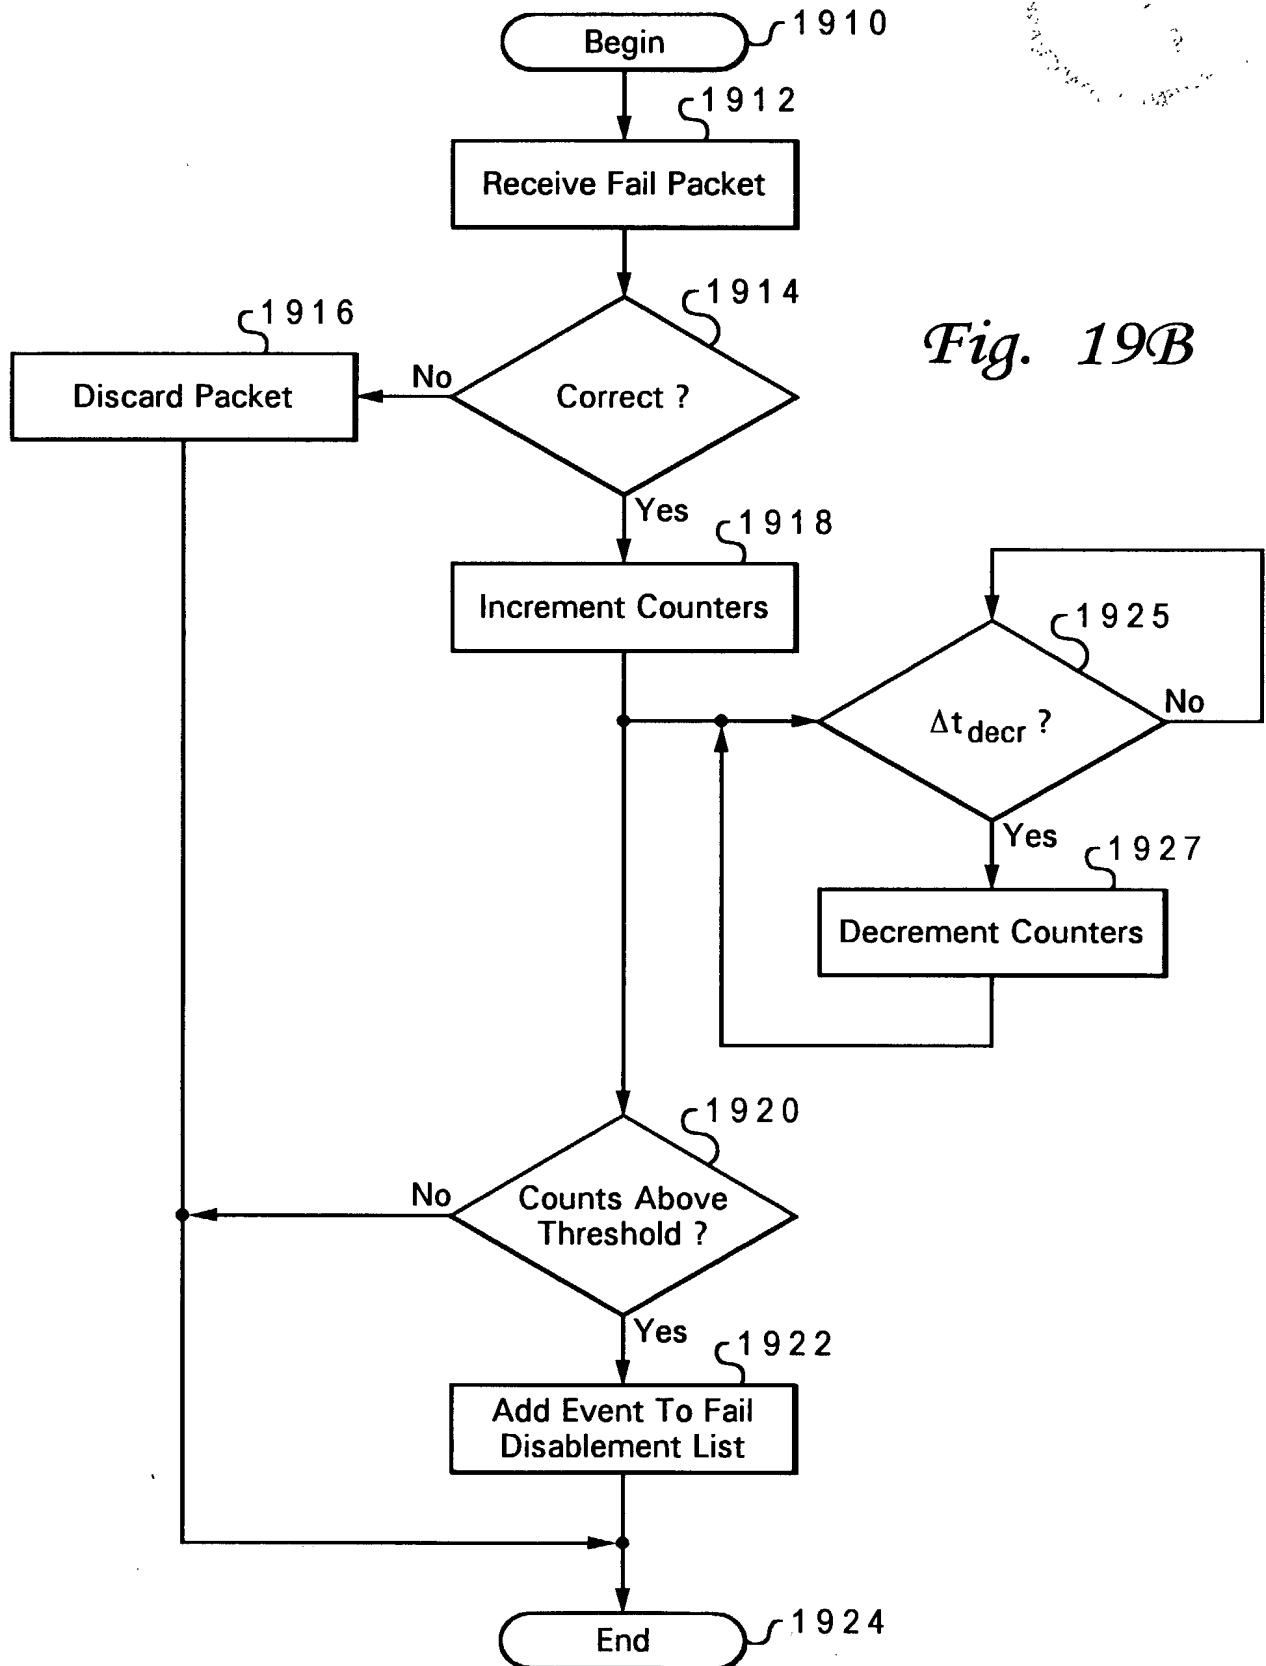 Begin
1910
1912
Receive Fail Packet
1914
1916
Fig. 19B
No
Discard Packet
Correct ?
Yes
1918
Increment Counters
1925
No
Δt decr ?
Yes
1927
Decrement Counters
1920
No
Counts Above
Threshold ?
Yes
1922
Add Event To Fail
Disablement List
1924
End